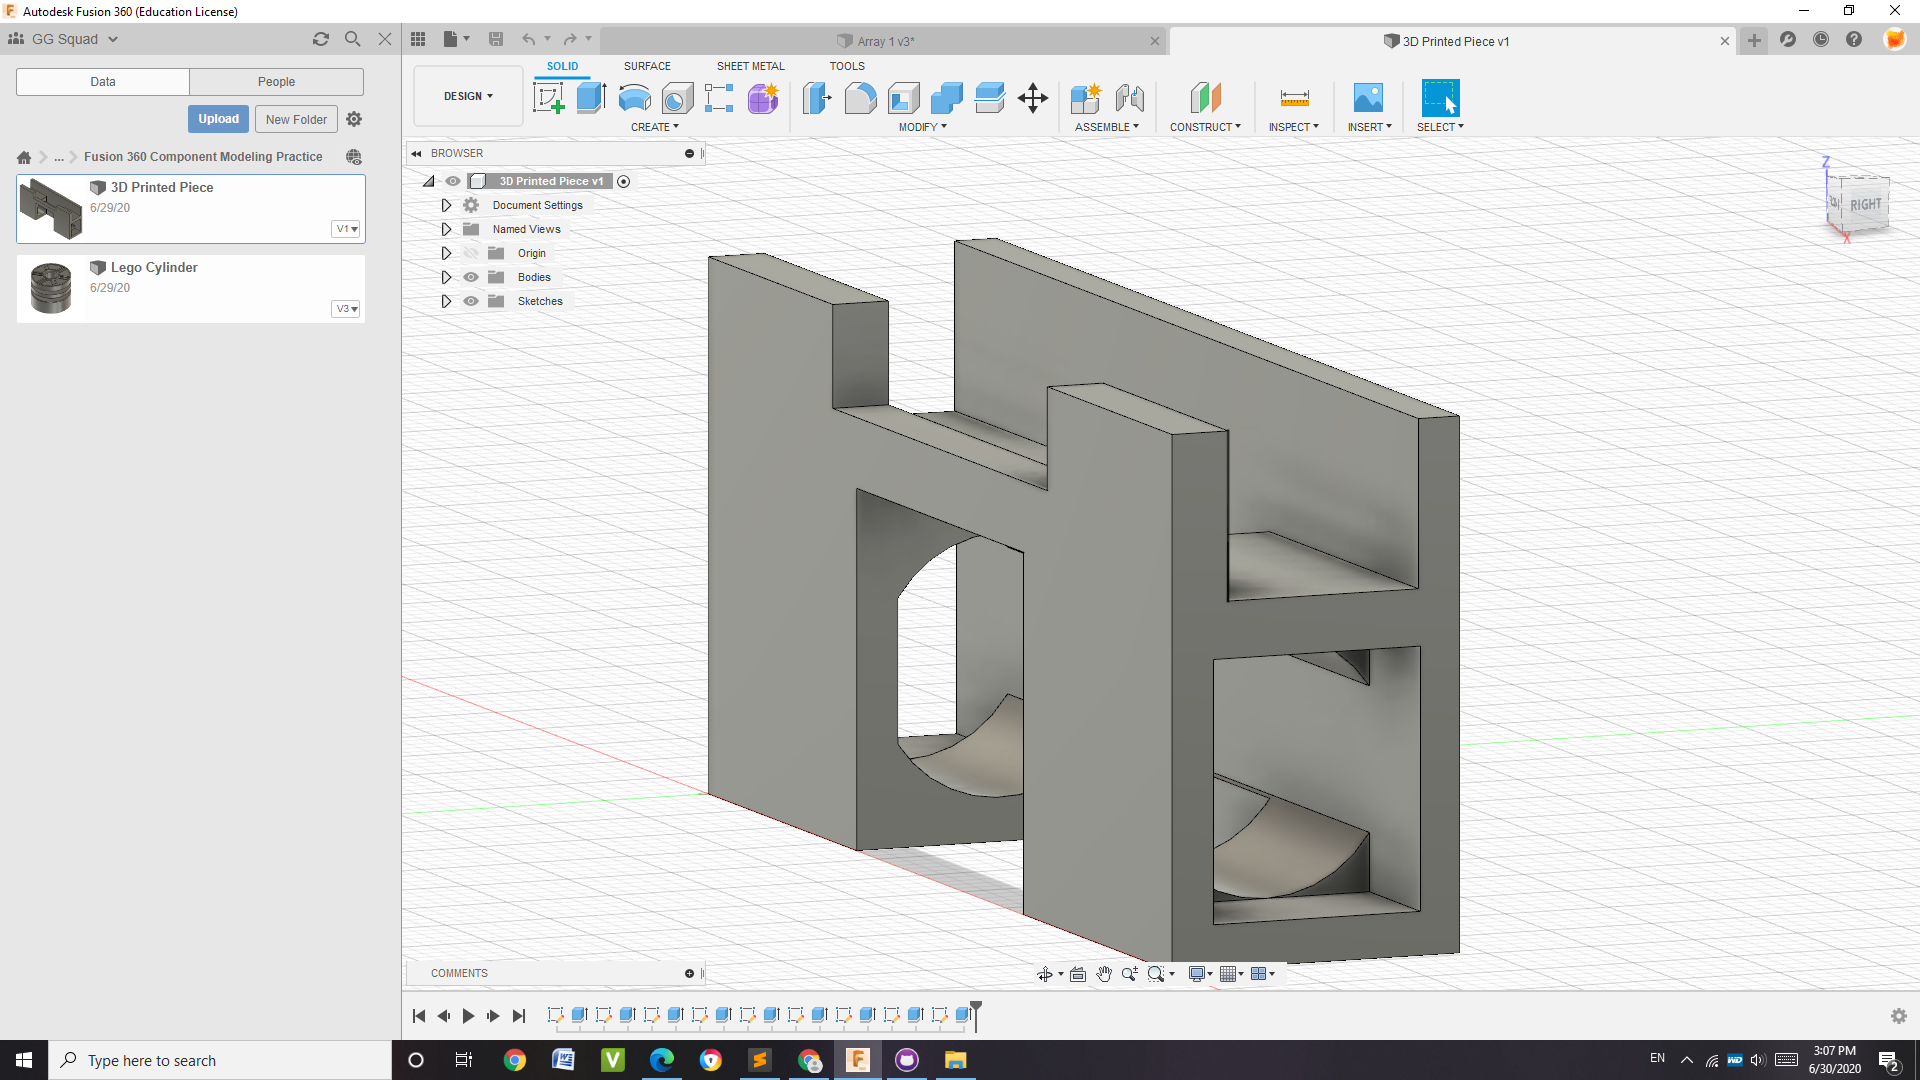 Autodesk Fusion 360 (Education License)
GG Squad
Array 1 v3*
3D Printed Piece v1
Data
People
Upload
New Folder
... Fusion 360 Component Modeling Practice
3D Printed Piece
6/29/20
V1
Lego Cylinder
6/29/20
V3
SOLID
SURFACE
SHEET METAL
TOOLS
DESIGN
CREATE
MODIFY
ASSEMBLE
CONSTRUCT
INSPECT
INSERT
SELECT
BROWSER
3D Printed Piece v1
Document Settings
Named Views
Origin
Bodies
Sketches
Z
RIGHT
X
COMMENTS
Type here to search
EN
3:07 PM
6/30/2020
2